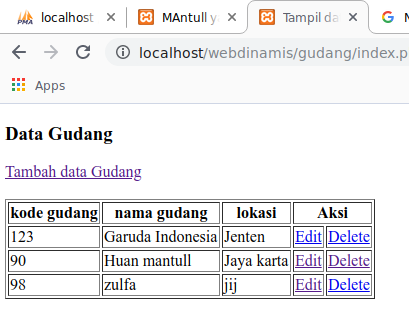 localhost
MAntull y
Tampil da
localhost/webdinamis/gudang/index.p
Apps
Data Gudang
Tambah data Gudang
kode gudang nama gudang lokasi Aksi
123 Garuda Indonesia Jenten Edit Delete
90 Huan mantull Jaya karta Edit Delete
98 zulfa jij Edit Delete